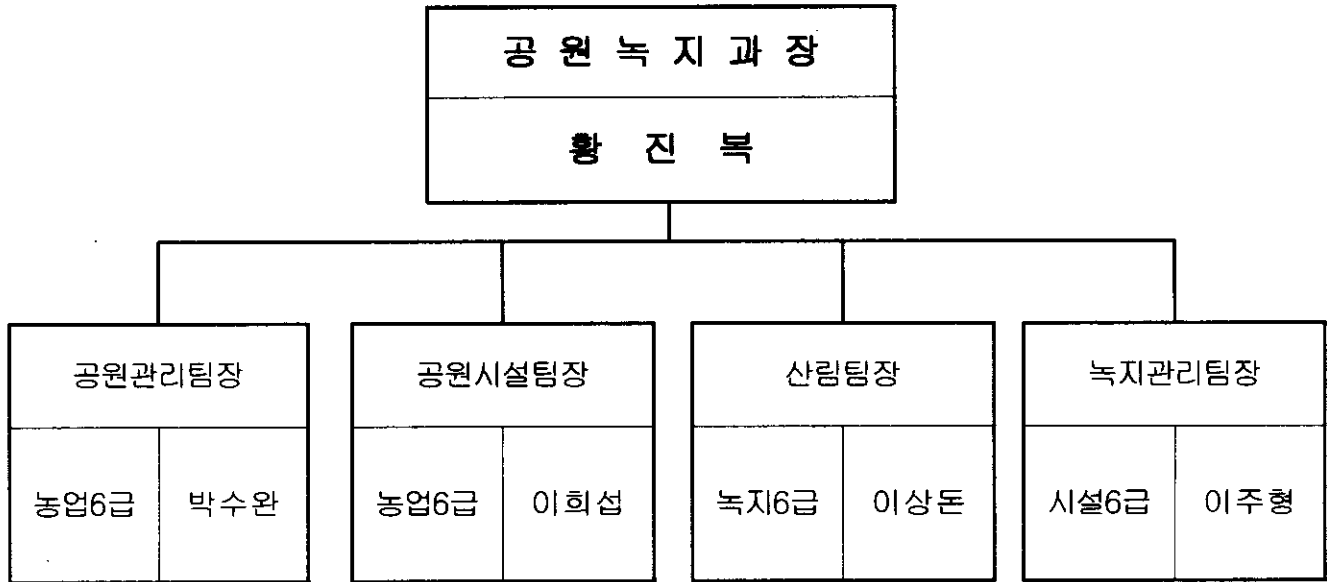 공 원 녹 지 과 장
황 진 복
공원관리팀장 공원시설팀장 산림팀장 녹지관리팀장
농업6급 박수완 농업6급 이희섭 녹지6급 이상돈 시설6급 이주형